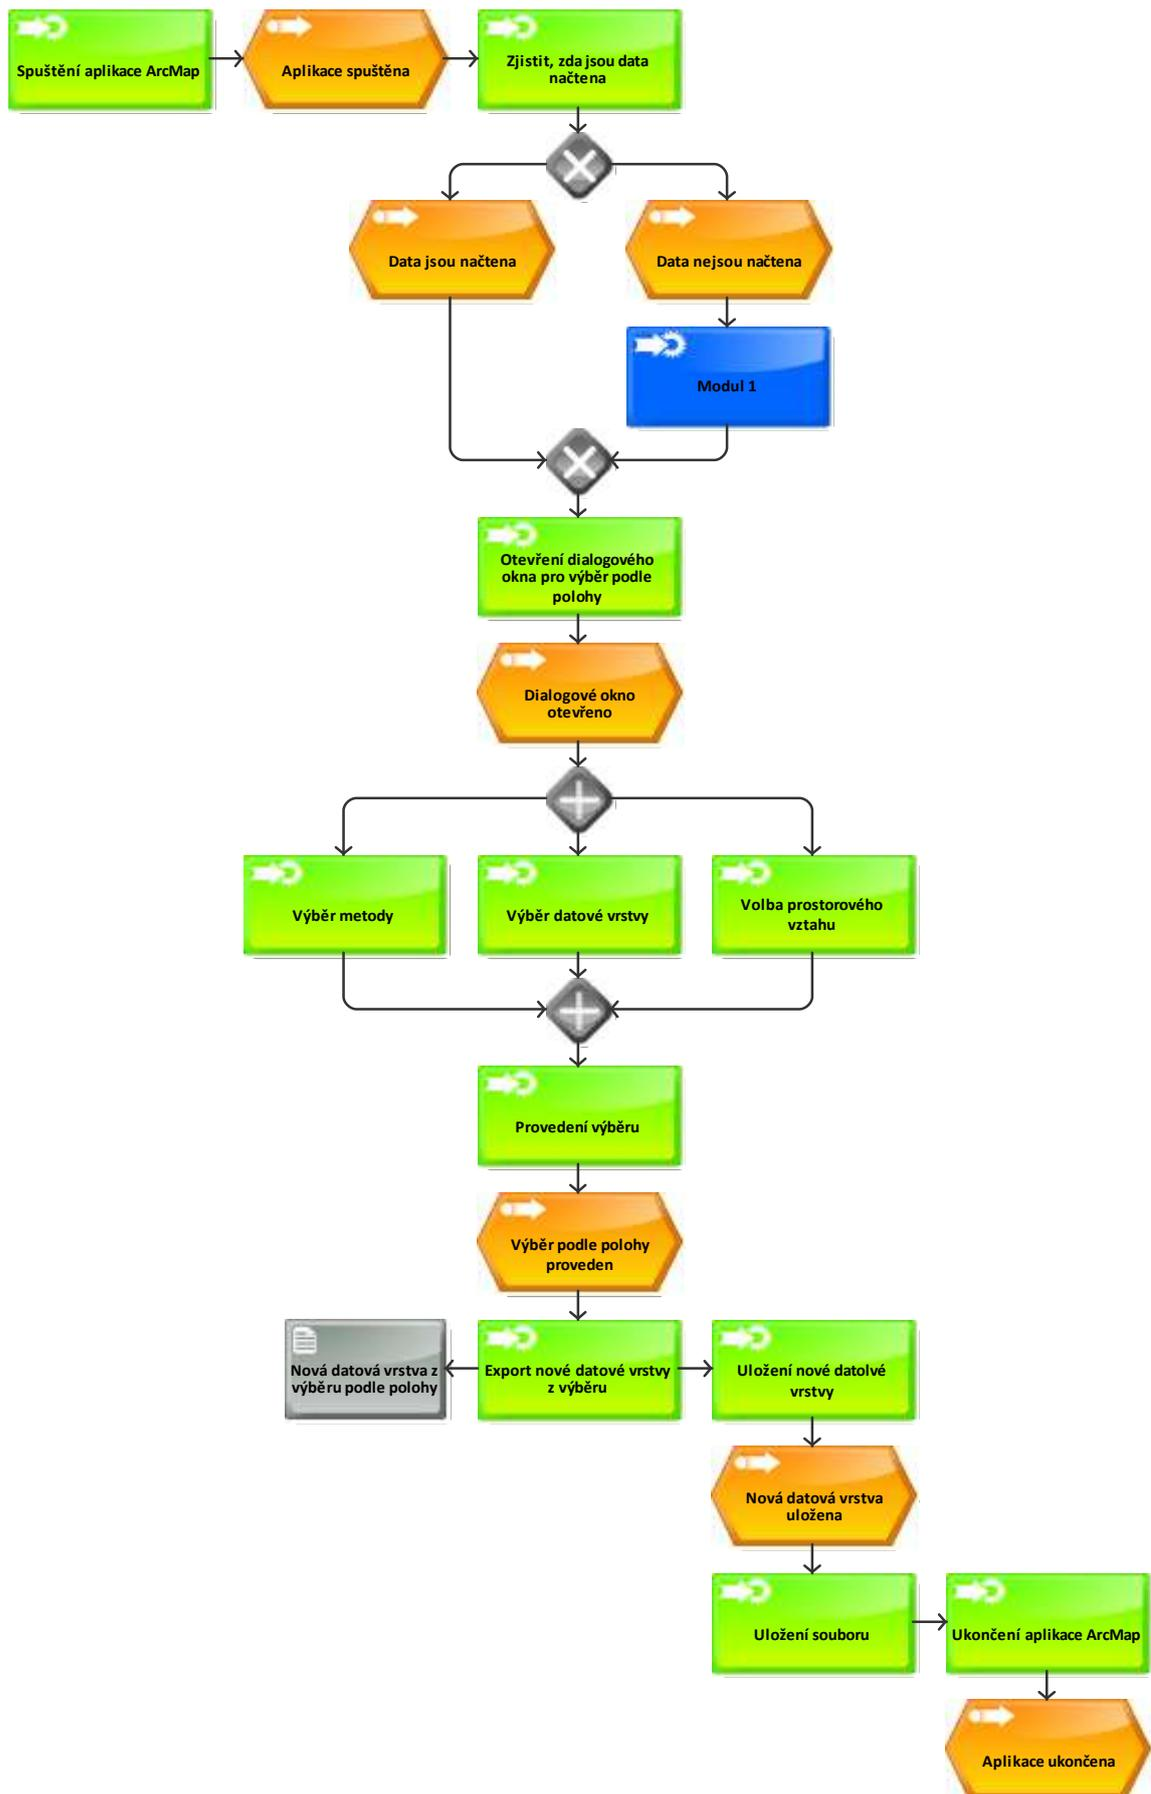 Spuštění aplikace ArcMap
Aplikace spuštěna
Zjistit, zda jsou data
načtena
Data jsou načtena
Data nejsou načtena
Modul 1
Otevření dialogového
okna pro výběr podle
polohy
Dialogové okno
otevřeno
Výběr metody
Výběr datové vrstvy
Volba prostorového
vztahu
Provedení výběru
Výběr podle polohy
proveden
Nová datová vrstva z
výběru podle polohy
Export nové datové vrstvy
z výběru
Uložení nové datolvé
vrstvy
Nová datová vrstva
uložena
Uložení souboru
Ukončení aplikace ArcMap
Aplikace ukončena